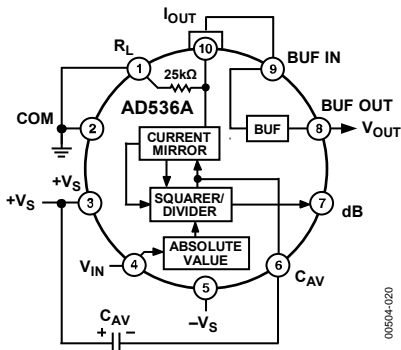 IOUT
RL
10
BUF IN
1
25kΩ
9
AD536A
BUF OUT
COM
2
CURRENT
MIRROR
BUF
8
VOUT
+VS
+VS
3
SQUARER/
DIVIDER
7
dB
VIN
4
ABSOLUTE
VALUE
6
CAV
5
–VS
CAV
+ –
00504-020